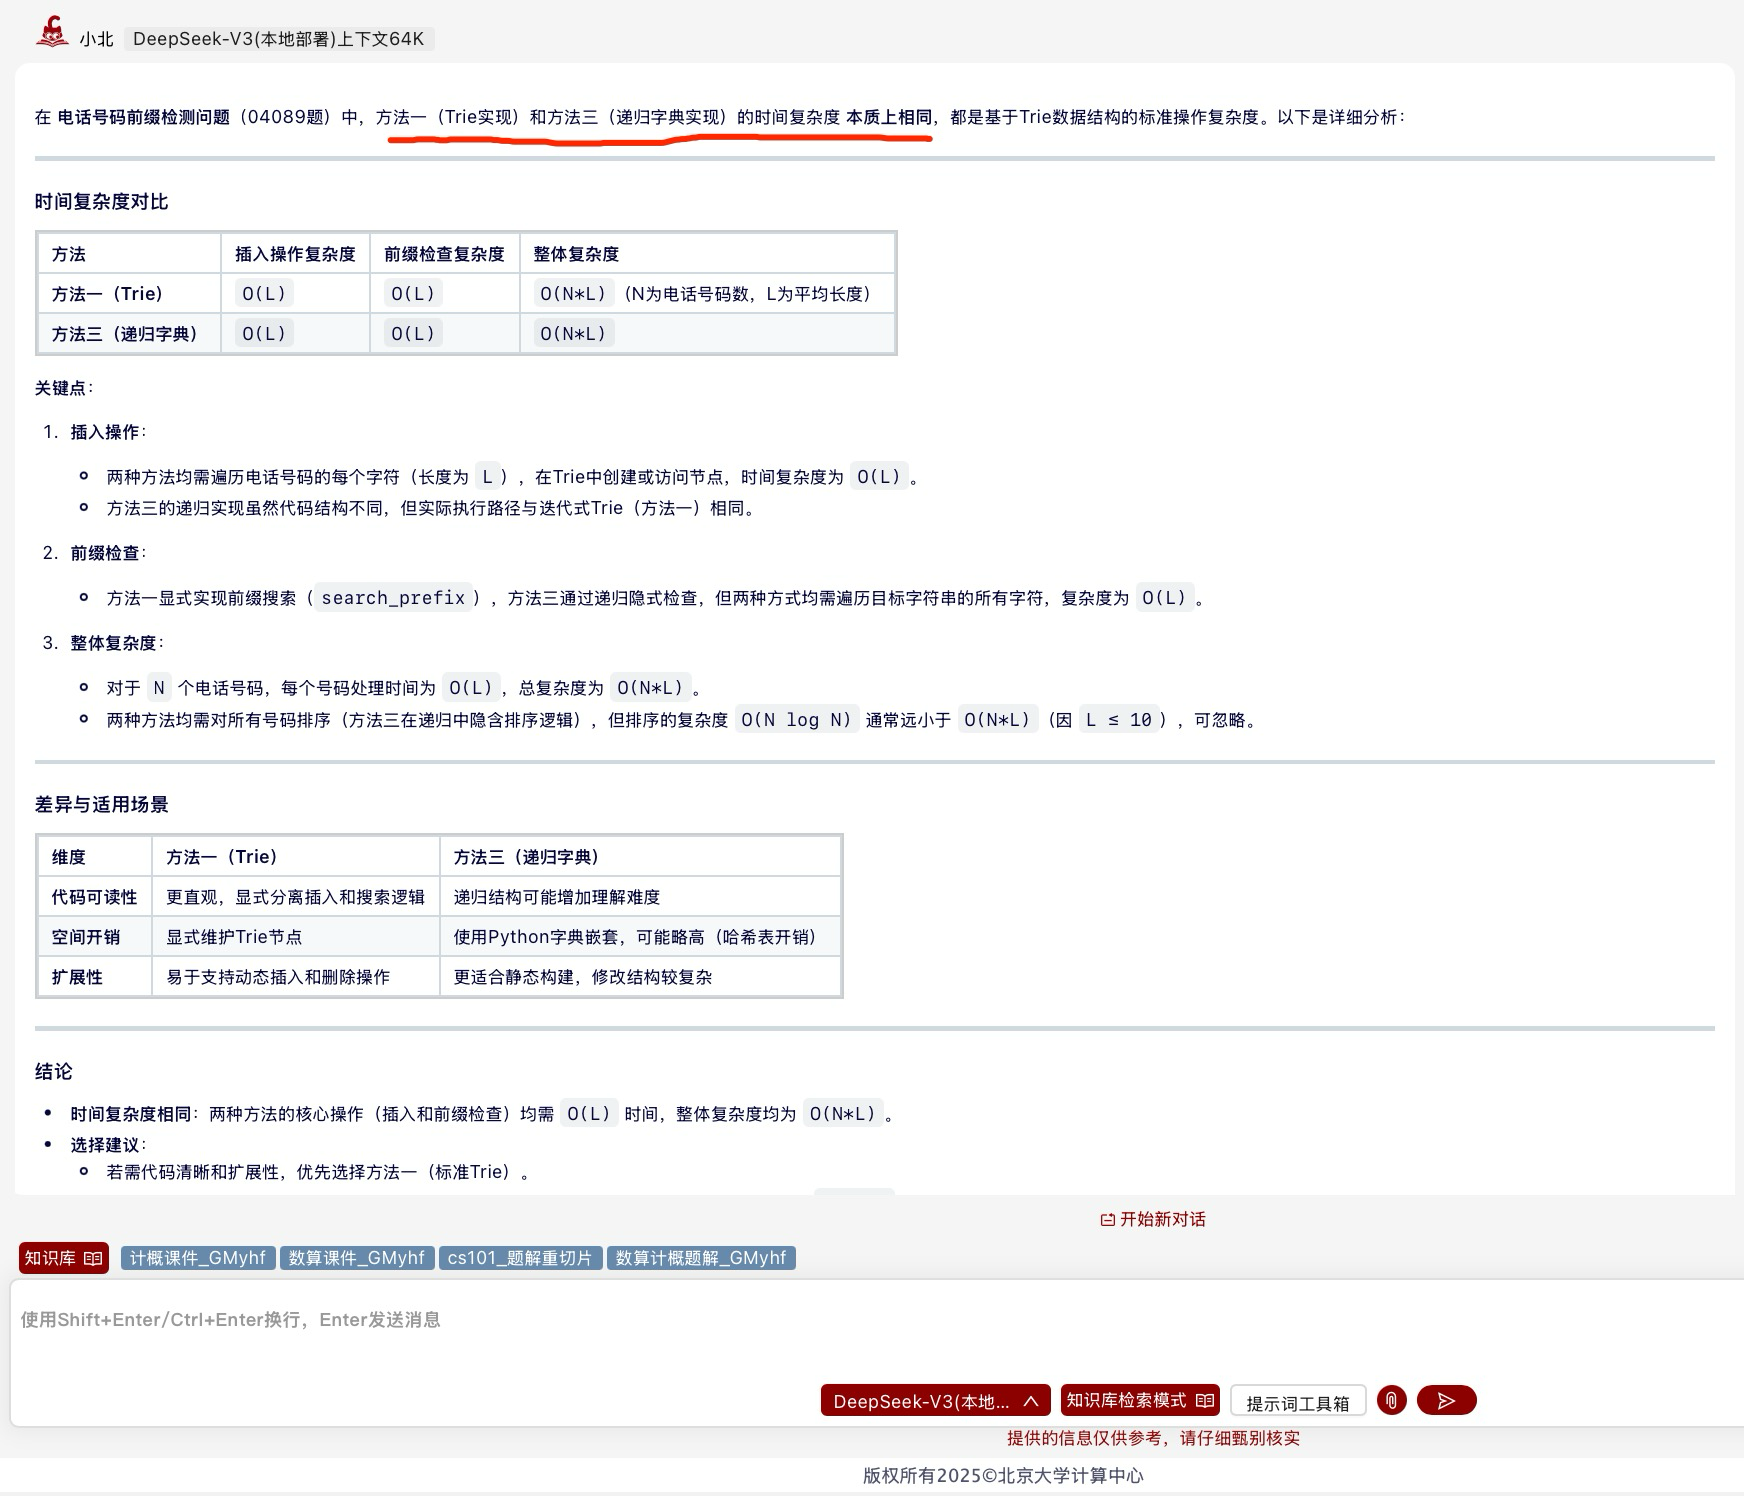 小北 DeepSeek-V3(本地部署)上下文64K
在 电话号码前缀检测问题（04089题）中，方法一（Trie实现）和方法三（递归字典实现）的时间复杂度 本质上相同，都是基于Trie数据结构的标准操作复杂度。以下是详细分析：
时间复杂度对比
方法 插入操作复杂度 前缀检查复杂度 整体复杂度
方法一（Trie） O(L) O(L) O(N*L)（N为电话号码数，L为平均长度）
方法三（递归字典） O(L) O(L) O(N*L)
关键点：
1. 插入操作：
两种方法均需遍历电话号码的每个字符（长度为 L），在Trie中创建或访问节点，时间复杂度为 O(L)。
方法三的递归实现虽然代码结构不同，但实际执行路径与迭代式Trie（方法一）相同。
2. 前缀检查：
方法一显式实现前缀搜索（search_prefix），方法三通过递归隐式检查，但两种方式均需遍历目标字符串的所有字符，复杂度为 O(L)。
3. 整体复杂度：
对于 N 个电话号码，每个号码处理时间为 O(L)，总复杂度为 O(N*L)。
两种方法均需对所有号码排序（方法三在递归中隐含排序逻辑），但排序的复杂度 O(N log N) 通常远小于 O(N*L)（因 L ≤ 10），可忽略。
差异与适用场景
维度 方法一（Trie） 方法三（递归字典）
代码可读性 更直观，显式分离插入和搜索逻辑 递归结构可能增加理解难度
空间开销 显式维护Trie节点 使用Python字典嵌套，可能略高（哈希表开销）
扩展性 易于支持动态插入和删除操作 更适合静态构建，修改结构较复杂
结论
时间复杂度相同：两种方法的核心操作（插入和前缀检查）均需 O(L) 时间，整体复杂度均为 O(N*L)。
选择建议：
若需代码清晰和扩展性，优先选择方法一（标准Trie）。
开始新对话
知识库 计概课件_GMyhf 数算课件_GMyhf cs101_题解重切片 数算计概题解_GMyhf
使用Shift+Enter/Ctrl+Enter换行，Enter发送消息
DeepSeek-V3(本地... 知识库检索模式 提示词工具箱
提供的信息仅供参考，请仔细甄别核实
版权所有2025©北京大学计算中心